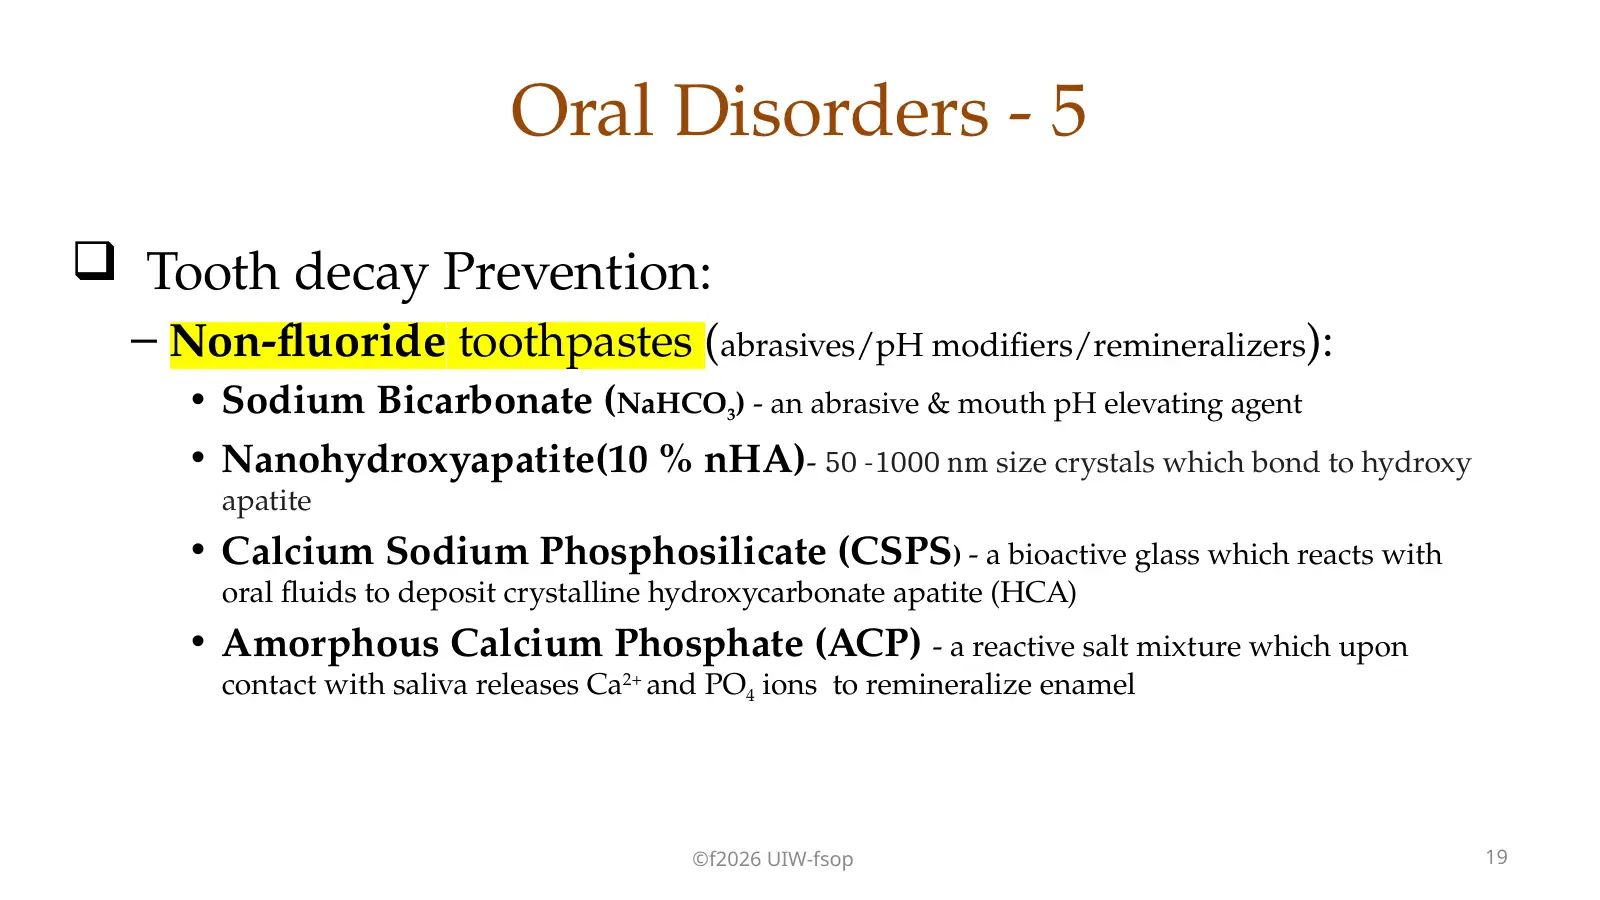 Oral Disorders - 5
❑ Tooth decay Prevention:
– Non-fluoride toothpastes (abrasives/pH modifiers/remineralizers):
• Sodium Bicarbonate (NaHCO₃) - an abrasive & mouth pH elevating agent
• Nanohydroxyapatite(10 % nHA)- 50 -1000 nm size crystals which bond to hydroxy
apatite
• Calcium Sodium Phosphosilicate (CSPS) - a bioactive glass which reacts with
oral fluids to deposit crystalline hydroxycarbonate apatite (HCA)
• Amorphous Calcium Phosphate (ACP) - a reactive salt mixture which upon
contact with saliva releases Ca²⁺ and PO₄ ions  to remineralize enamel
©f2026 UIW-fsop
19